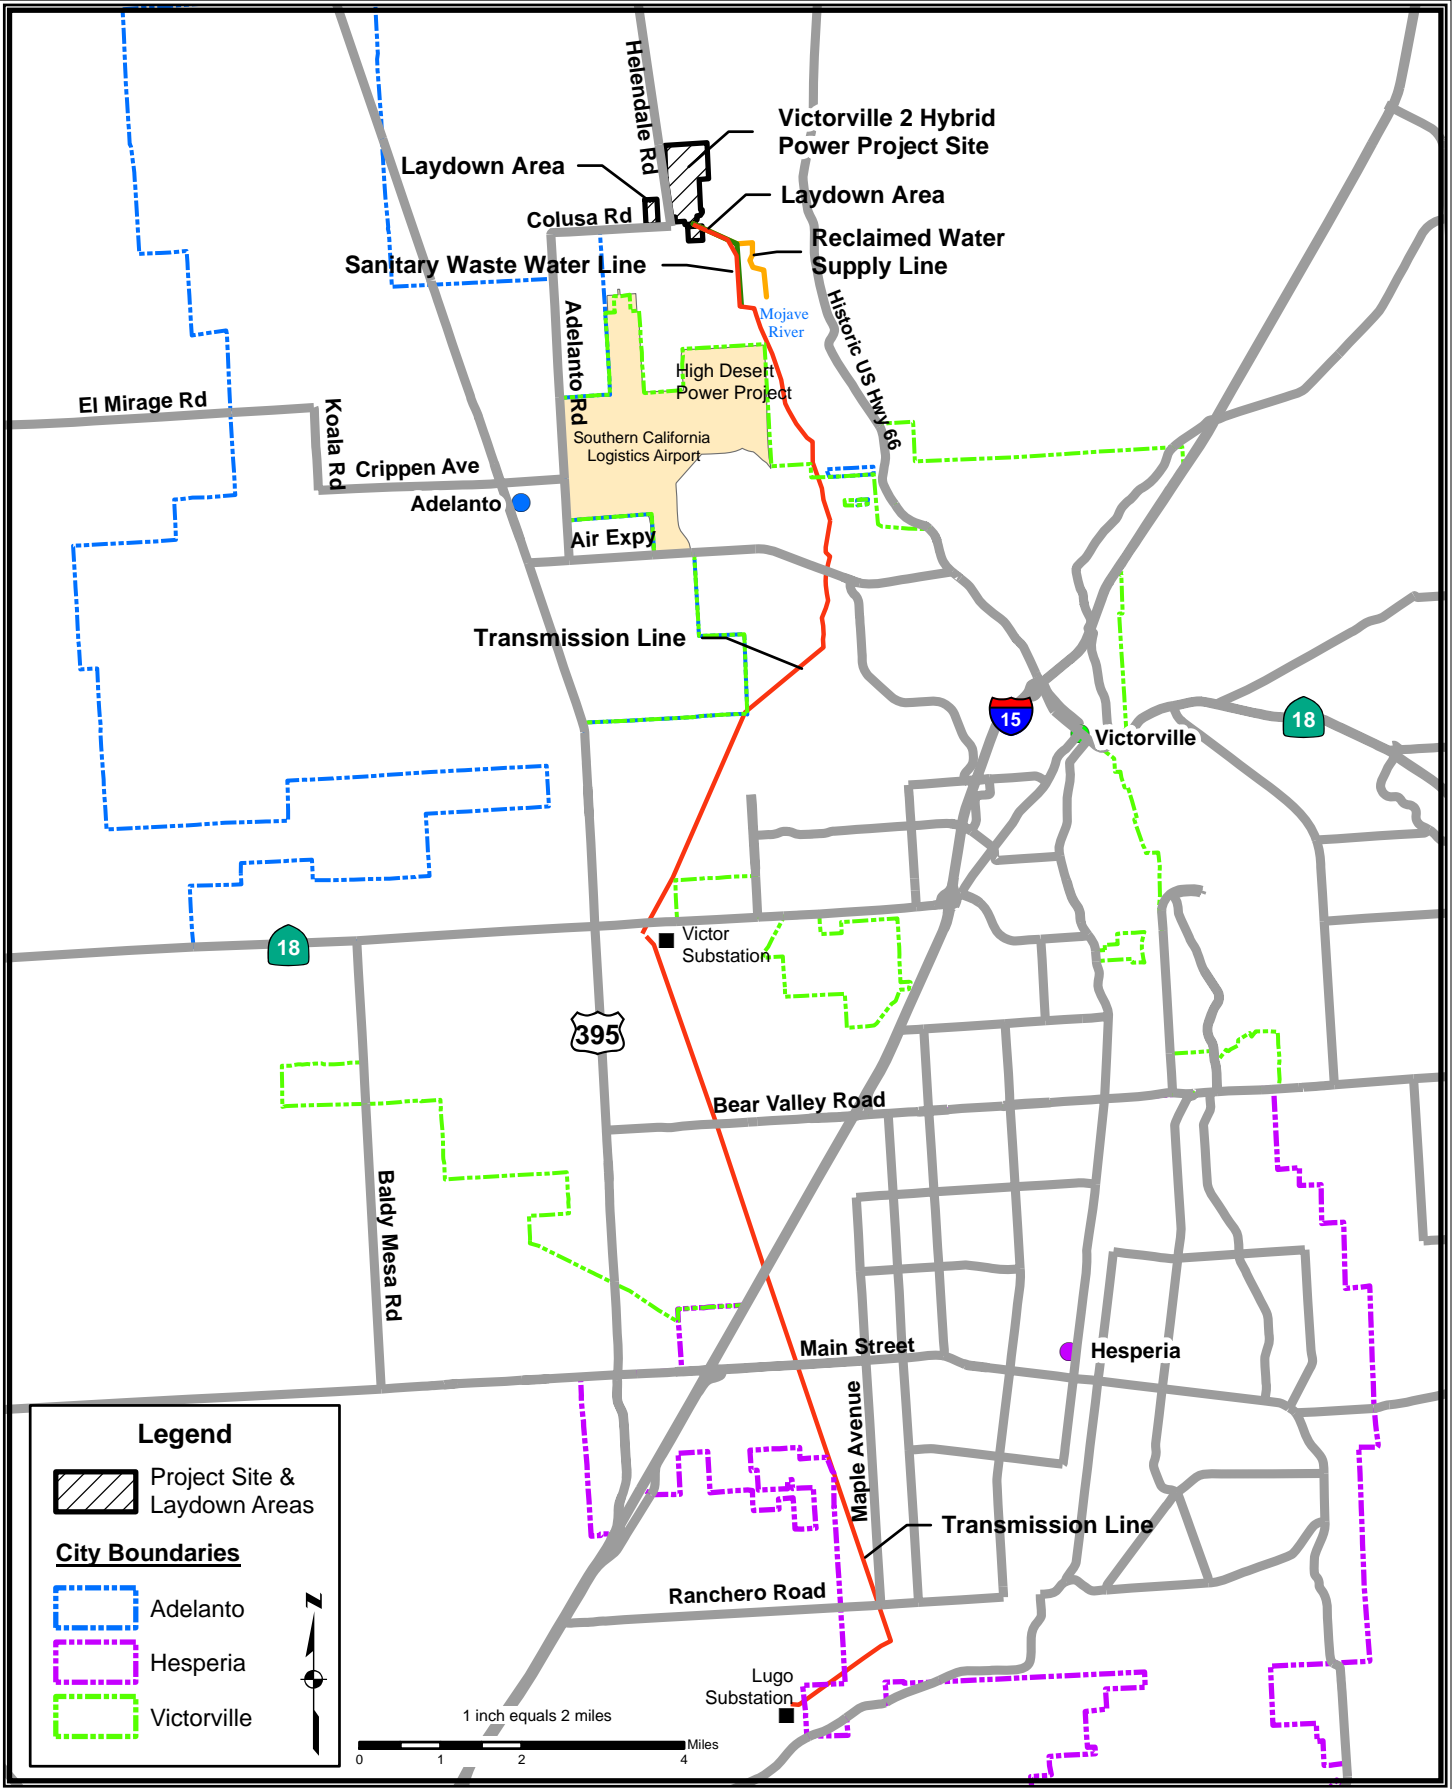 Helendale Rd
Victorville 2 Hybrid
Power Project Site
Laydown Area
Laydown Area
Colusa Rd
Reclaimed Water
Supply Line
Sanitary Waste Water Line
Mojave
River
Historic US Hwy 66
Adelanto Rd
High Desert
Power Project
El Mirage Rd
Koala Rd
Southern California
Logistics Airport
Crippen Ave
Adelanto
Air Expy
Transmission Line
15
18
Victorville
18
Victor
Substation
395
Bear Valley Road
Baldy Mesa Rd
Main Street
Hesperia
Maple Avenue
Transmission Line
Ranchero Road
Lugo
Substation
Legend
Project Site &
Laydown Areas
City Boundaries
Adelanto
Hesperia
Victorville
N
1 inch equals 2 miles
Miles
0 1 2 4